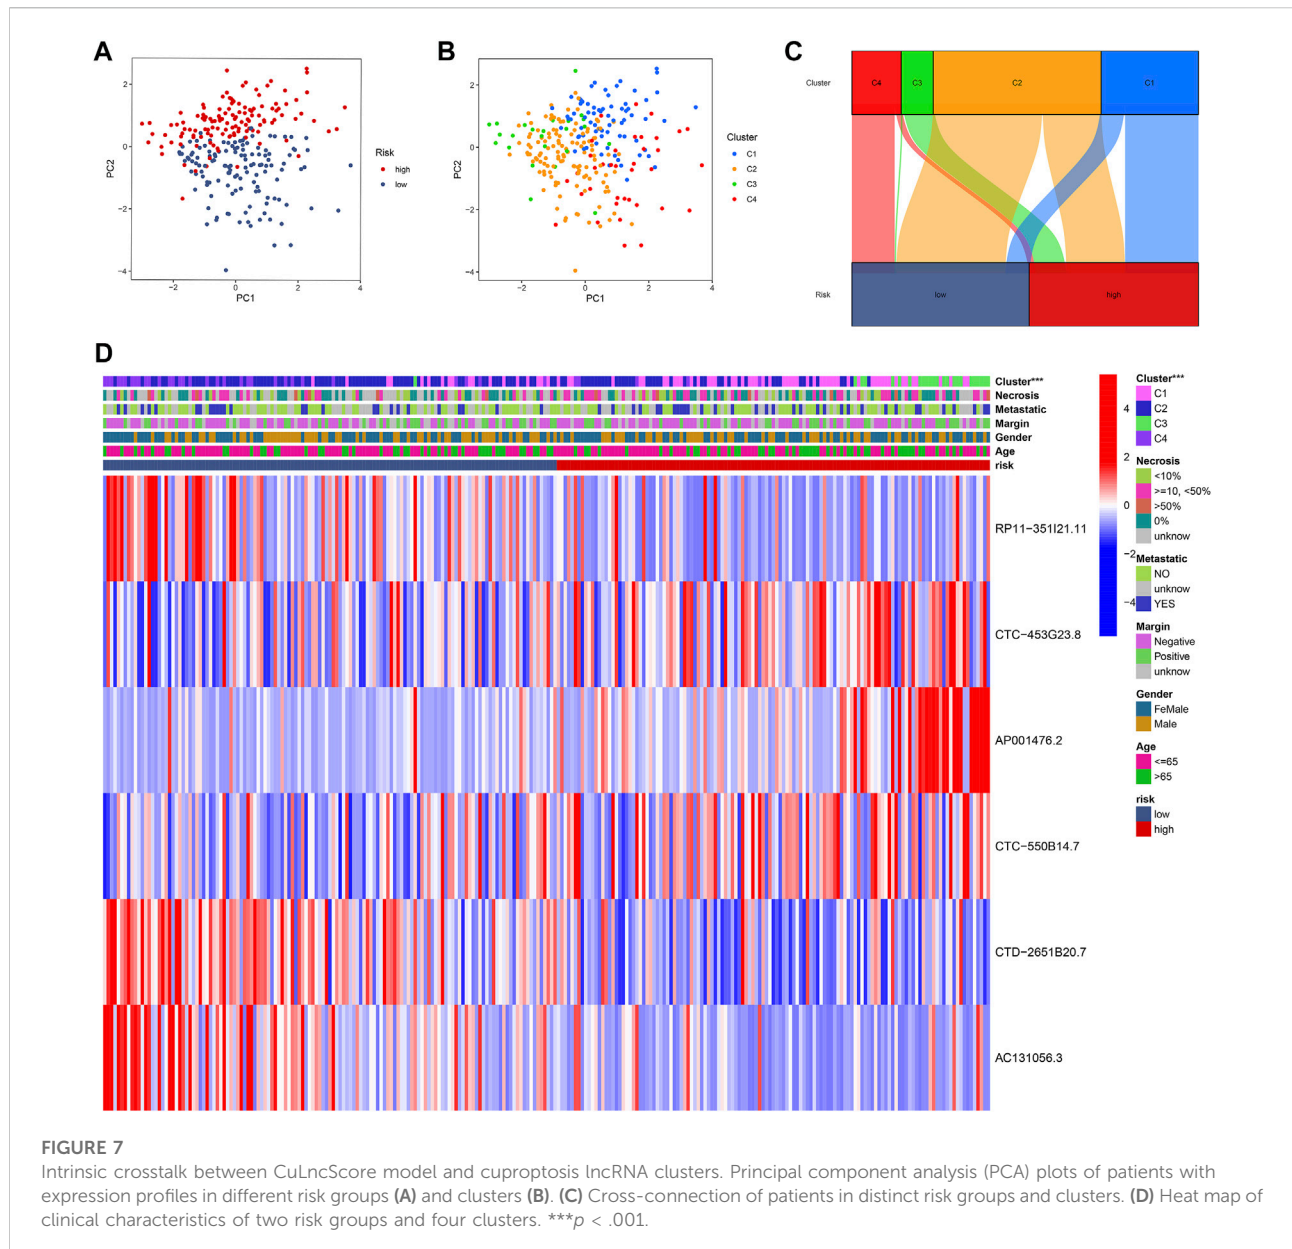 A
2
0
−2
−4
PC2
−2
0
2
4
PC1
Risk
high
low
B
2
0
−2
−4
PC2
−2
0
2
4
PC1
Cluster
C1
C2
C3
C4
C
Cluster
C4
C3
C2
C1
Risk
low
high
D
Cluster***
Necrosis
Metastatic
Margin
Gender
Age
risk
RP11−351I21.11
CTC−453G23.8
AP001476.2
CTC−550B14.7
CTD−2651B20.7
AC131056.3
4
2
0
−2
−4
Cluster***
C1
C2
C3
C4
Necrosis
<10%
>=10, <50%
>50%
0%
unknow
Metastatic
NO
unknow
YES
Margin
Negative
Positive
unknow
Gender
FeMale
Male
Age
<=65
>65
risk
low
high
FIGURE 7
Intrinsic crosstalk between CuLncScore model and cuproptosis lncRNA clusters. Principal component analysis (PCA) plots of patients with
expression profiles in different risk groups (A) and clusters (B). (C) Cross-connection of patients in distinct risk groups and clusters. (D) Heat map of
clinical characteristics of two risk groups and four clusters. ***p < .001.